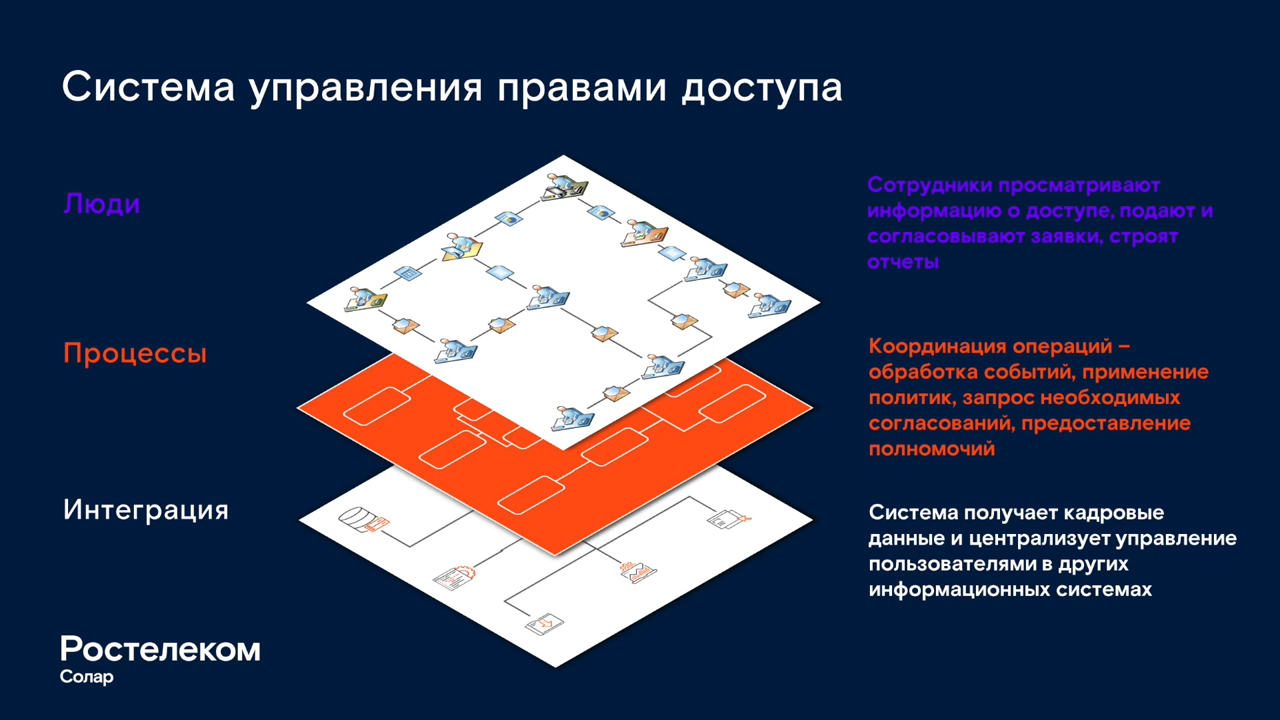 Система управления правами доступа
Люди
Сотрудники просматривают
информацию о доступе, подают и
согласовывают заявки, строят
отчеты
Процессы
Координация операций –
обработка событий, применение
политик, запрос необходимых
согласований, предоставление
полномочий
Интеграция
Система получает кадровые
данные и централизует управление
пользователями в других
информационных системах
Ростелеком
Солар